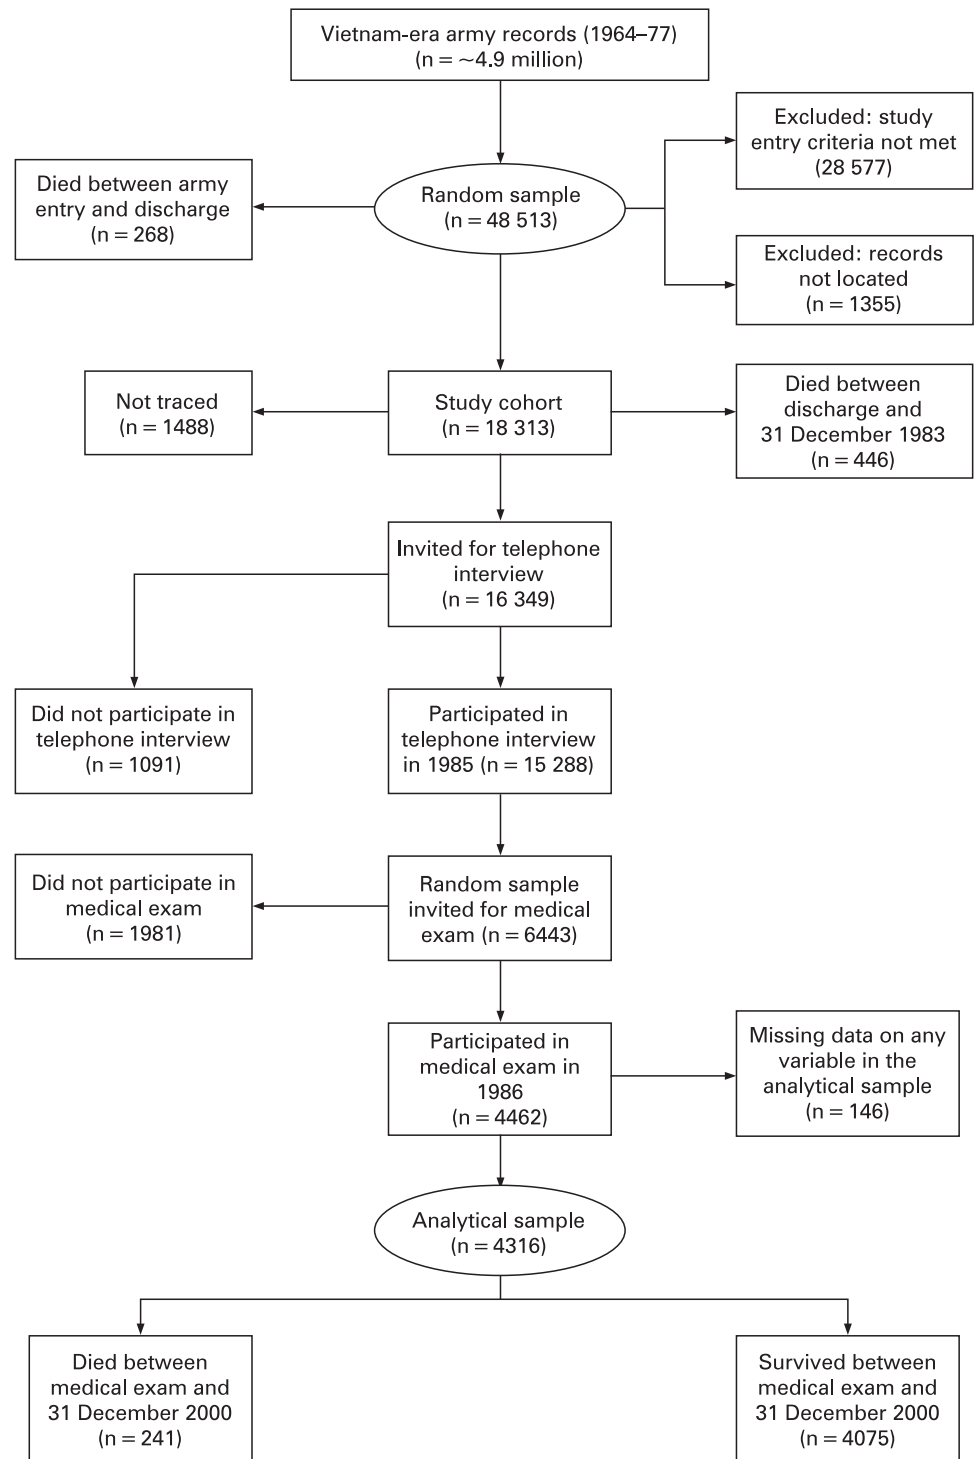 Vietnam-era army records (1964–77)
(n = ~4.9 million)
Excluded: study
entry criteria not met
(28 577)
Died between army
entry and discharge
(n = 268)
Random sample
(n = 48 513)
Excluded: records
not located
(n = 1355)
Not traced
(n = 1488)
Study cohort
(n = 18 313)
Died between
discharge and
31 December 1983
(n = 446)
Invited for telephone
interview
(n = 16 349)
Did not participate in
telephone interview
(n = 1091)
Participated in
telephone interview
in 1985 (n = 15 288)
Did not participate in
medical exam
(n = 1981)
Random sample
invited for medical
exam (n = 6443)
Participated in
medical exam in
1986
(n = 4462)
Missing data on any
variable in the
analytical sample
(n = 146)
Analytical sample
(n = 4316)
Died between
medical exam and
31 December 2000
(n = 241)
Survived between
medical exam and
31 December 2000
(n = 4075)